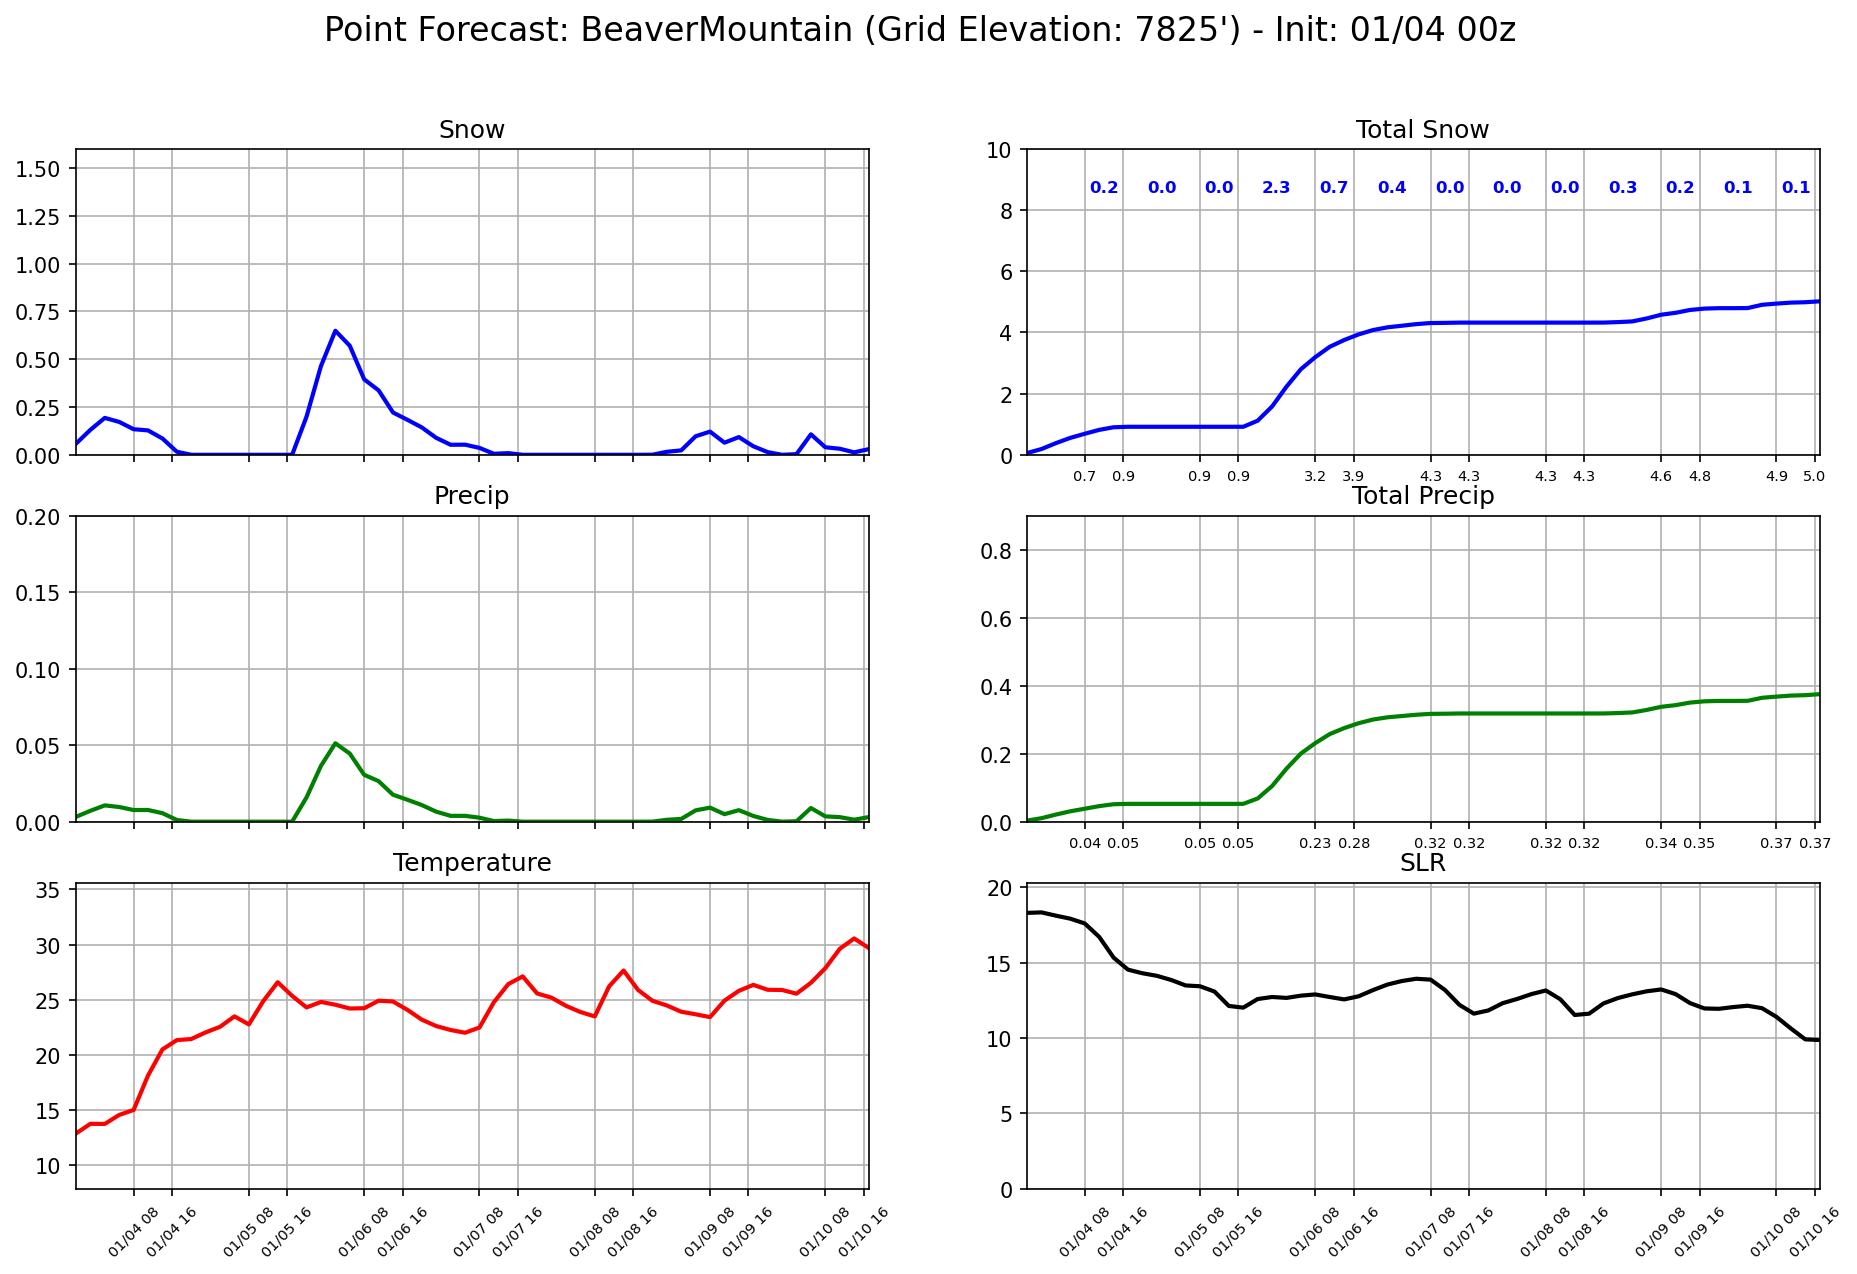 Point Forecast: BeaverMountain (Grid Elevation: 7825') - Init: 01/04 00z
Snow
1.50
1.25
1.00
0.75
0.50
0.25
0.00
Total Snow
10
8
6
4
2
0
0.2 0.0 0.0 2.3 0.7 0.4 0.0 0.0 0.0 0.3 0.2 0.1 0.1
0.7 0.9 0.9 0.9 3.2 3.9 4.3 4.3 4.3 4.3 4.6 4.8 4.9 5.0
Precip
0.20
0.15
0.10
0.05
0.00
Total Precip
0.8
0.6
0.4
0.2
0.0
0.04 0.05 0.05 0.05 0.23 0.28 0.32 0.32 0.32 0.32 0.34 0.35 0.37 0.37
Temperature
35
30
25
20
15
10
01/04 08 01/04 16 01/05 08 01/05 16 01/06 08 01/06 16 01/07 08 01/07 16 01/08 08 01/08 16 01/09 08 01/09 16 01/10 08 01/10 16
SLR
20
15
10
5
0
01/04 08 01/04 16 01/05 08 01/05 16 01/06 08 01/06 16 01/07 08 01/07 16 01/08 08 01/08 16 01/09 08 01/09 16 01/10 08 01/10 16